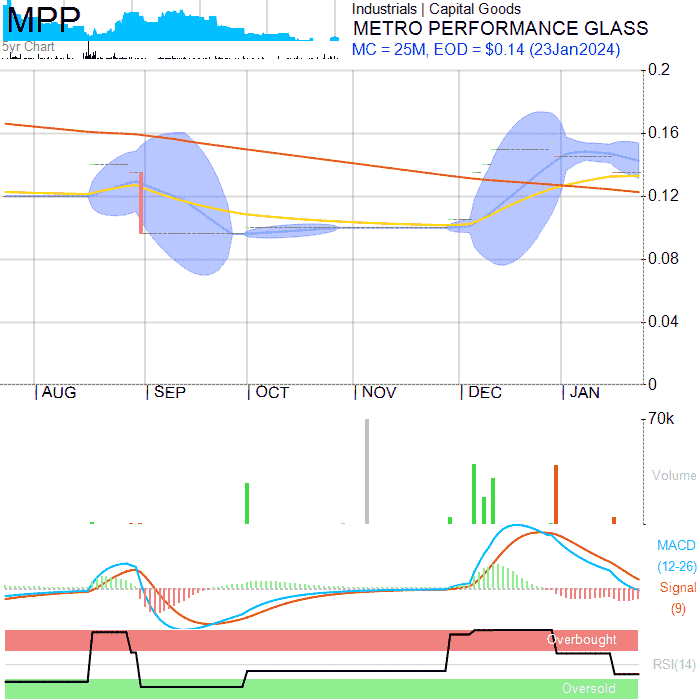 MPP
5yr Chart
Industrials | Capital Goods
METRO PERFORMANCE GLASS
MC = 25M, EOD = $0.14 (23Jan2024)
0.2
0.16
0.12
0.08
0.04
0
AUG
SEP
OCT
NOV
DEC
JAN
70k
Volume
MACD
(12-26)
Signal
(9)
Overbought
RSI(14)
Oversold